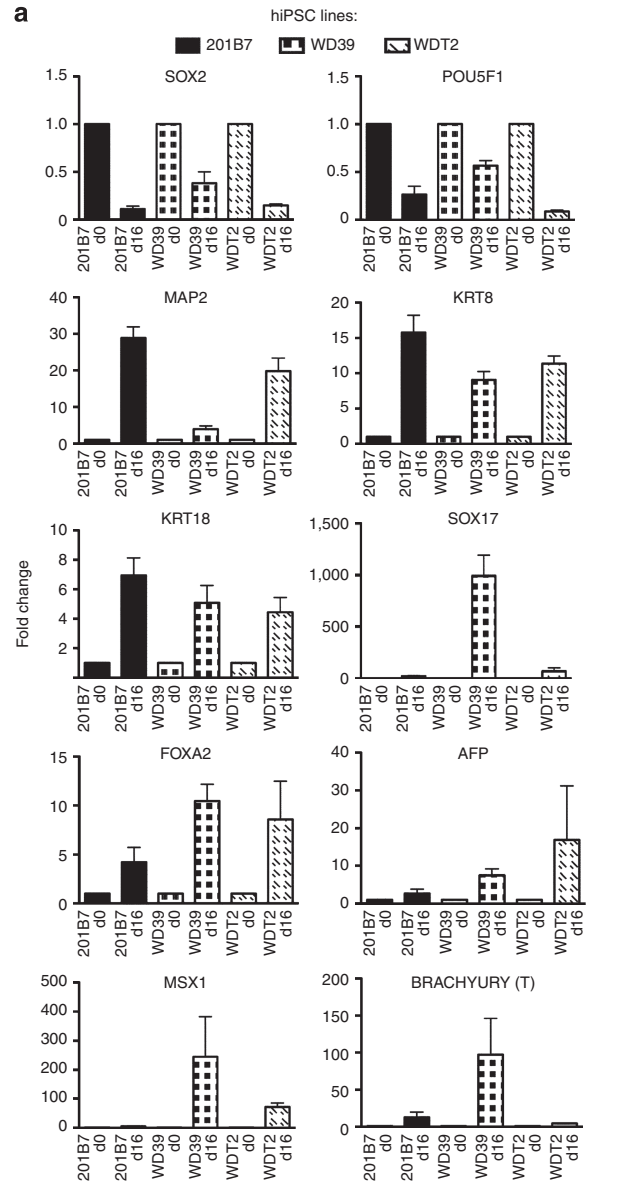 a
hiPSC lines:
201B7 WD39 WDT2
SOX2
1.5
1.0
0.5
0
201B7 d0
201B7 d16
WD39 d0
WD39 d16
WDT2 d0
WDT2 d16
POU5F1
1.5
1.0
0.5
0
201B7 d0
201B7 d16
WD39 d0
WD39 d16
WDT2 d0
WDT2 d16
MAP2
40
30
20
10
0
201B7 d0
201B7 d16
WD39 d0
WD39 d16
WDT2 d0
WDT2 d16
KRT8
20
15
10
5
0
201B7 d0
201B7 d16
WD39 d0
WD39 d16
WDT2 d0
WDT2 d16
Fold change
KRT18
10
8
6
4
2
201B7 d0
201B7 d16
WD39 d0
WD39 d16
WDT2 d0
WDT2 d16
SOX17
1,500
1,000
500
0
201B7 d0
201B7 d16
WD39 d0
WD39 d16
WDT2 d0
WDT2 d16
FOXA2
15
10
5
0
201B7 d0
201B7 d16
WD39 d0
WD39 d16
WDT2 d0
WDT2 d16
AFP
40
30
20
10
0
201B7 d0
201B7 d16
WD39 d0
WD39 d16
WDT2 d0
WDT2 d16
MSX1
500
400
300
200
100
0
201B7 d0
201B7 d16
WD39 d0
WD39 d16
WDT2 d0
WDT2 d16
BRACHYURY (T)
200
150
100
50
0
201B7 d0
201B7 d16
WD39 d0
WD39 d16
WDT2 d0
WDT2 d16